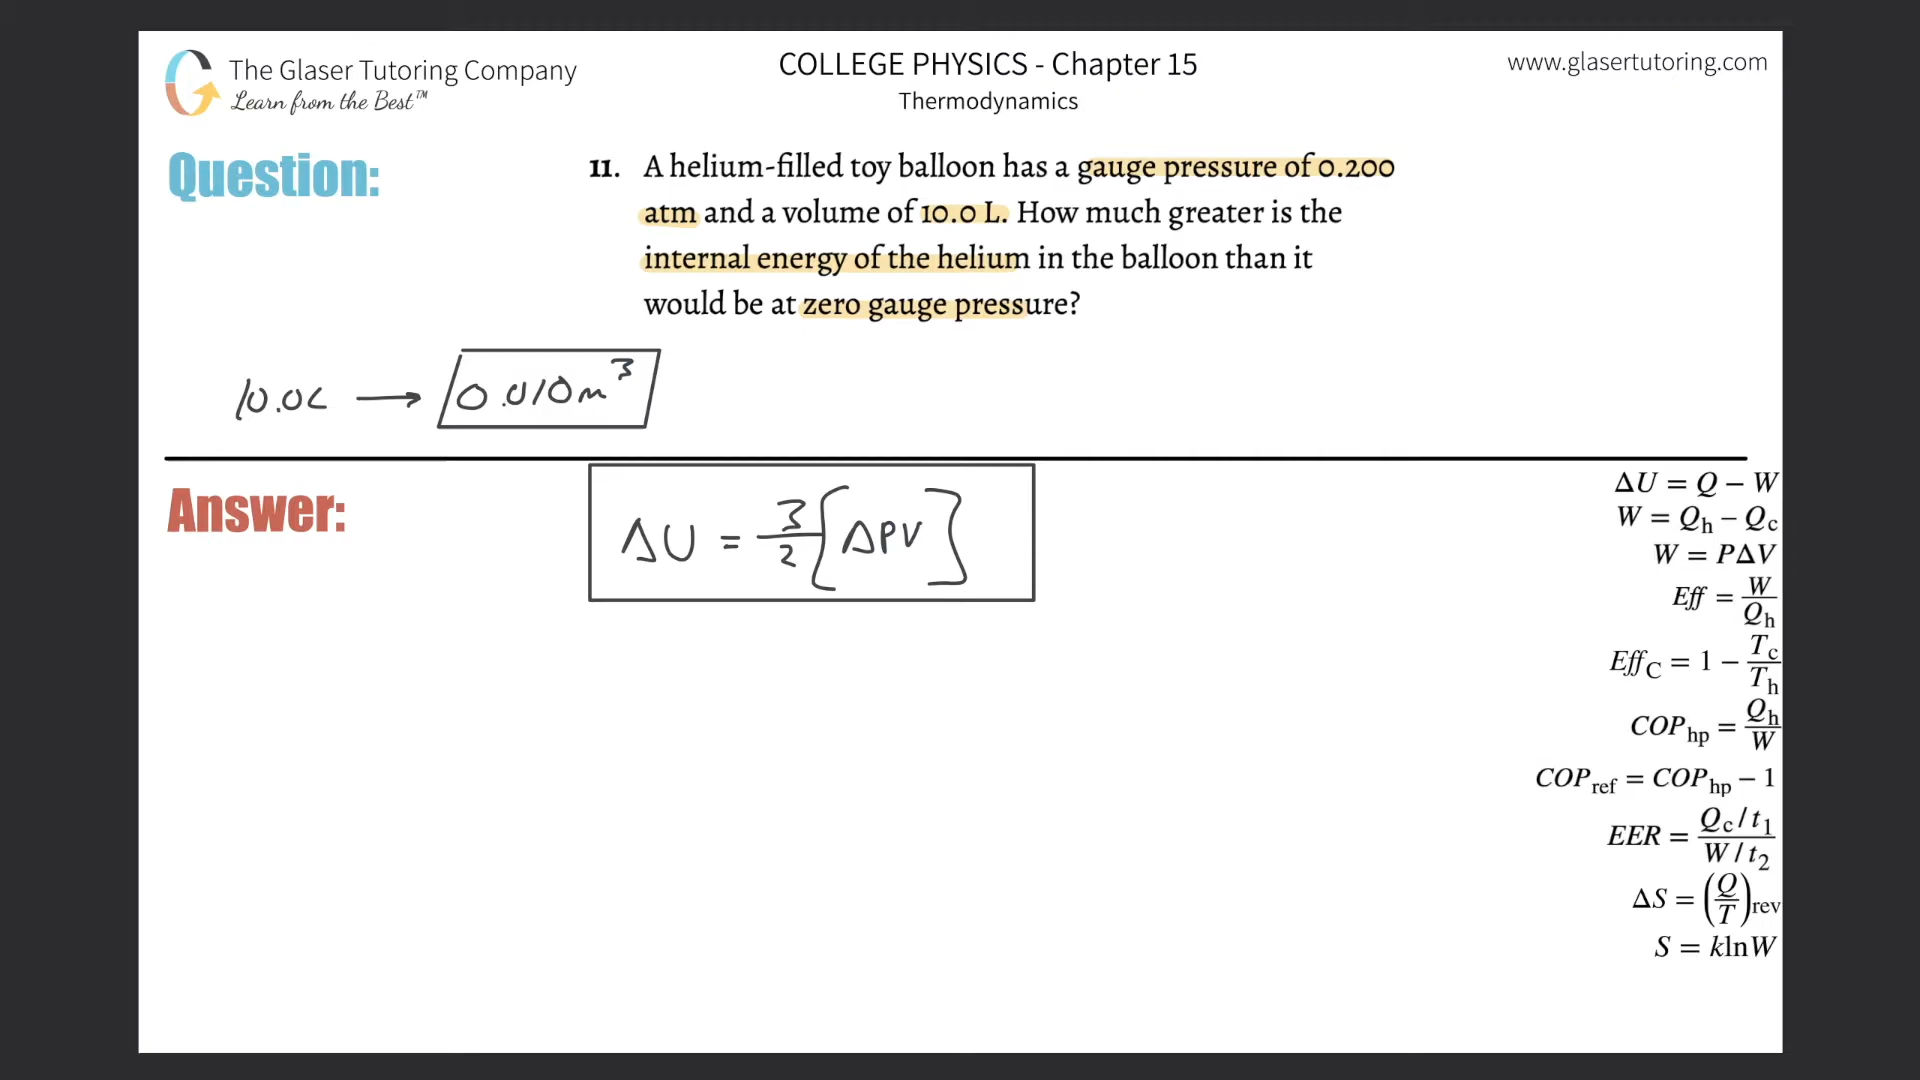 The Glaser Tutoring Company
Learn from the Best™
COLLEGE PHYSICS - Chapter 15
Thermodynamics
www.glasertutoring.com
Question:
11. A helium-filled toy balloon has a gauge pressure of 0.200
atm and a volume of 10.0 L. How much greater is the
internal energy of the helium in the balloon than it
would be at zero gauge pressure?
10.0L → 0.010m³
Answer:
ΔU = 3/2 [ΔPV]
ΔU = Q − W
W = Qh − Qc
W = PΔV
Eff = W/Qh
EffC = 1 − Tc/Th
COPhp = Qh/W
COPref = COPhp − 1
EER = (Qc / t1)/(W / t2)
ΔS = (Q/T)rev
S = klnW